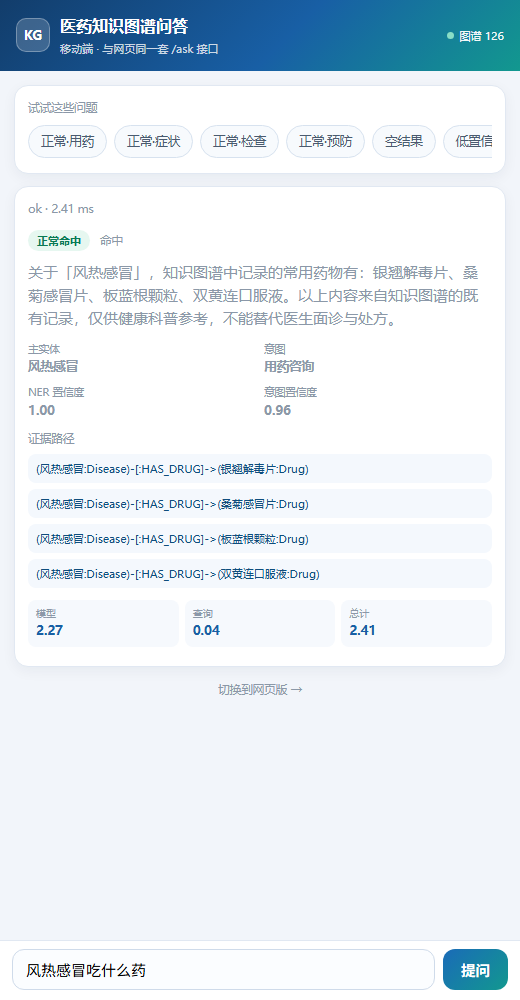 KG
医药知识图谱问答
移动端 · 与网页同一套 /ask 接口
图谱 126
试试这些问题
正常·用药
正常·症状
正常·检查
正常·预防
空结果
低置信
ok · 2.41 ms
正常命中
命中
关于「风热感冒」，知识图谱中记录的常用药物有：银翘解毒片、桑
菊感冒片、板蓝根颗粒、双黄连口服液。以上内容来自知识图谱的既
有记录，仅供健康科普参考，不能替代医生面诊与处方。
主实体
风热感冒
意图
用药咨询
NER 置信度
1.00
意图置信度
0.96
证据路径
(风热感冒:Disease)-[:HAS_DRUG]->(银翘解毒片:Drug)
(风热感冒:Disease)-[:HAS_DRUG]->(桑菊感冒片:Drug)
(风热感冒:Disease)-[:HAS_DRUG]->(板蓝根颗粒:Drug)
(风热感冒:Disease)-[:HAS_DRUG]->(双黄连口服液:Drug)
模型
2.27
查询
0.04
总计
2.41
切换到网页版 →
风热感冒吃什么药
提问